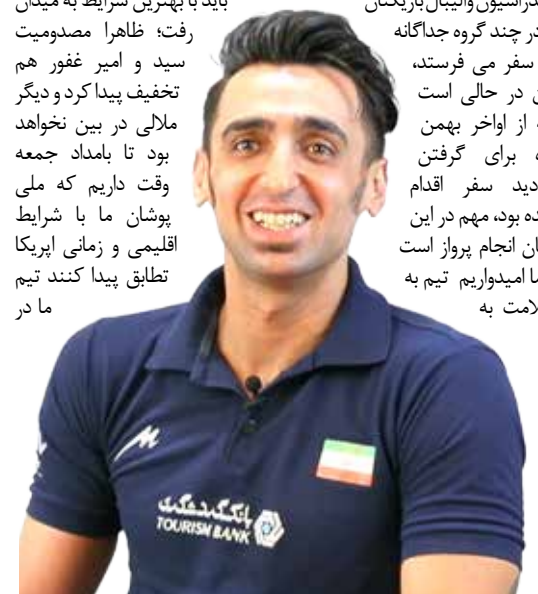 دراسیون والیبال بازیکنان
در چند گروه جداگانه
سفر می فرستد،
در حالی است
از اواخر بهمن
، برای گرفتن
دید سفر اقدام
ده بود، مهم در این
ان انجام پرواز است
ما امیدواریم تیم به
لامت به
باید با بهترین شرایط به میدان
رفت؛ ظاهرا مصدومیت
سید و امیر غفور هم
تخفیف پیدا کرد و دیگر
ملالی در بین نخواهد
بود تا بامداد جمعه
وقت داریم که ملی
پوشان ما با شرایط
اقلیمی و زمانی اپریکا
تطابق پیدا کنند تیم
ما در
بانک گردشگری
TOURISM BANK